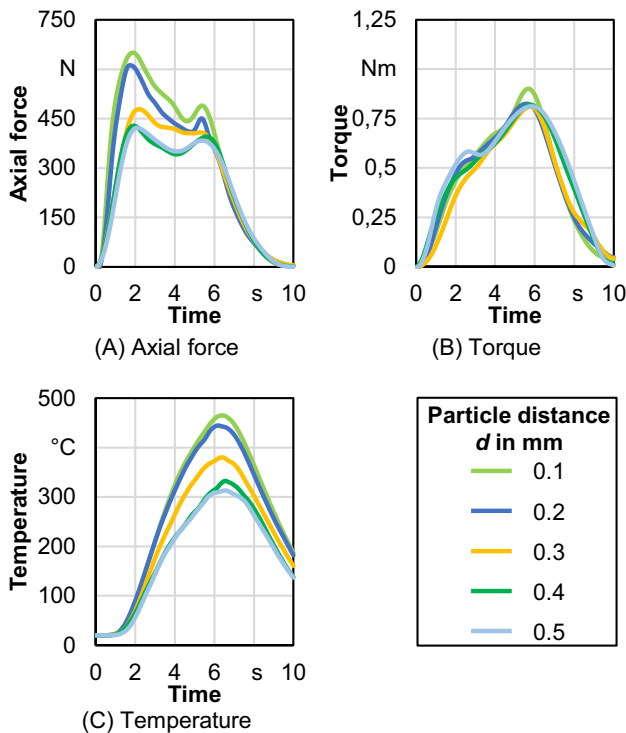 750
N
450
300
150
0
Axial force
0 2 4 6 s 10
Time
(A) Axial force
1,25
Nm
0,75
0,5
0,25
0
Torque
0 2 4 6 s 10
Time
(B) Torque
500
°C
300
200
100
0
Temperature
0 2 4 6 s 10
Time
(C) Temperature
Particle distance
d in mm
0.1
0.2
0.3
0.4
0.5